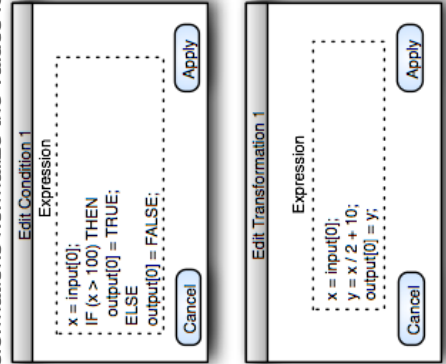 Edit Condition 1
Expression
x = input[0];
IF (x > 100) THEN
output[0] = TRUE;
ELSE
output[0] = FALSE;
Cancel
Apply
Edit Transformation 1
Expression
x = input[0];
y = x / 2 + 10;
output[0] = y;
Cancel
Apply